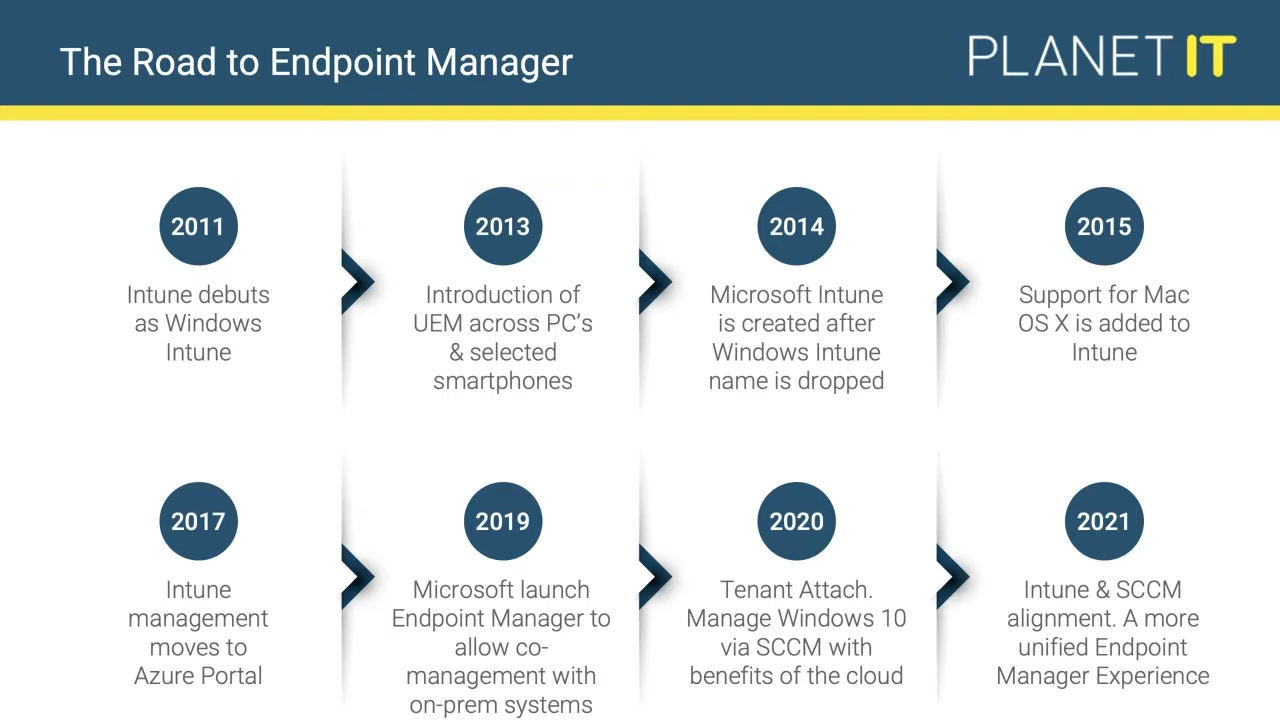 The Road to Endpoint Manager
PLANET IT
2011
Intune debuts
as Windows
Intune
2013
Introduction of
UEM across PC’s
& selected
smartphones
2014
Microsoft Intune
is created after
Windows Intune
name is dropped
2015
Support for Mac
OS X is added to
Intune
2017
Intune
management
moves to
Azure Portal
2019
Microsoft launch
Endpoint Manager to
allow co-
management with
on-prem systems
2020
Tenant Attach.
Manage Windows 10
via SCCM with
benefits of the cloud
2021
Intune & SCCM
alignment. A more
unified Endpoint
Manager Experience